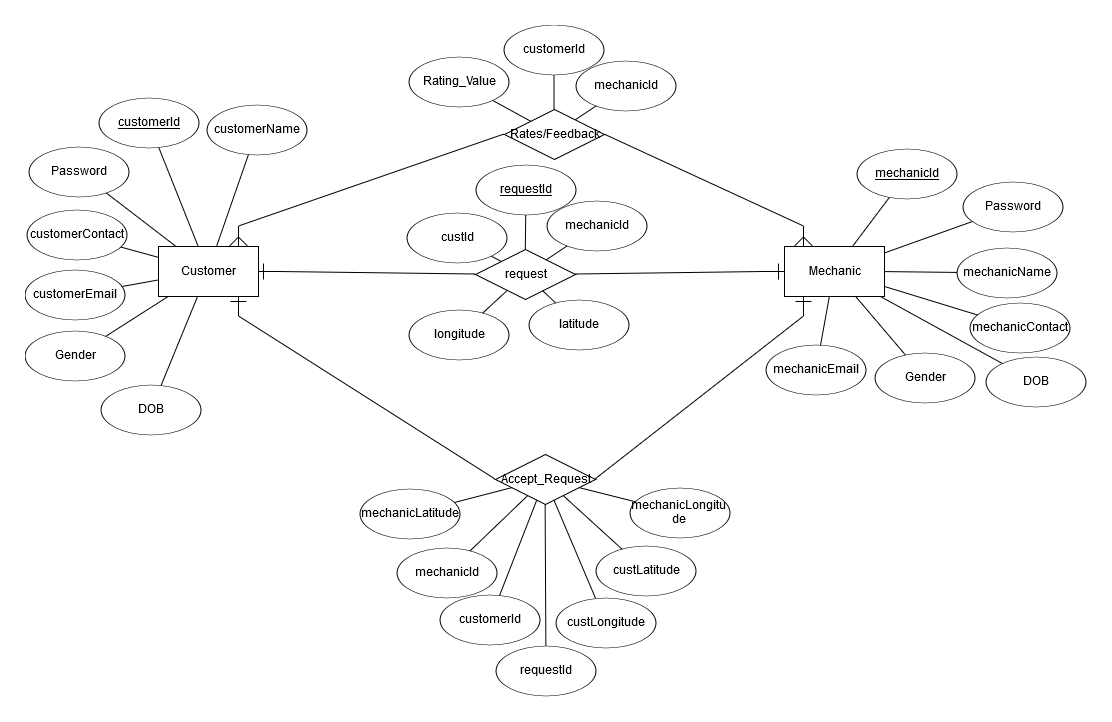 customerId
Rating_Value
mechanicId
customerId
customerName
Rates/Feedback
Password
mechanicId
requestId
Password
customerContact
custId
mechanicId
Customer
request
Mechanic
mechanicName
customerEmail
longitude
latitude
mechanicContact
Gender
mechanicEmail
Gender
DOB
DOB
Accept_Request
mechanicLatitude
mechanicLongitu
de
mechanicId
custLatitude
customerId
custLongitude
requestId